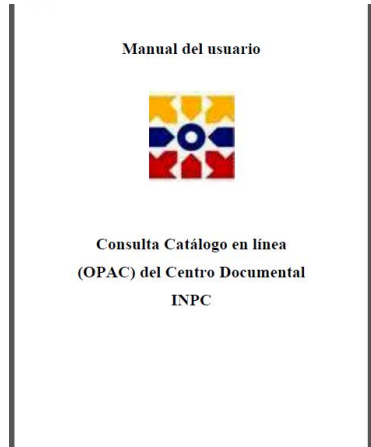 Manual del usuario
Consulta Catálogo en línea
(OPAC) del Centro Documental
INPC